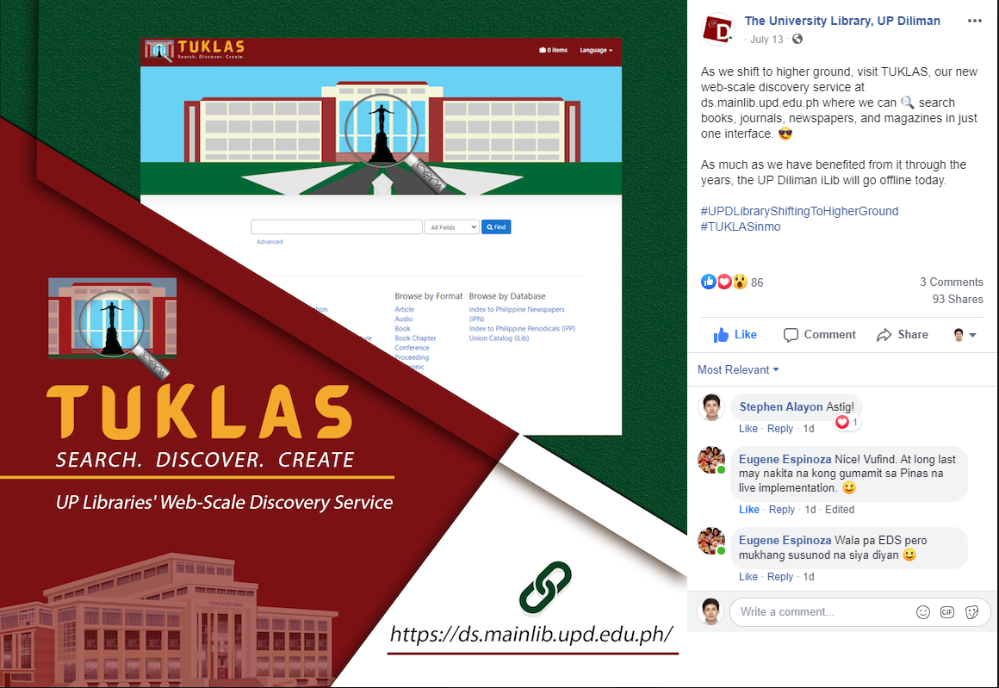 TUKLAS
Search. Discover. Create.
0 items
Language
All Fields
Find
Advanced
Browse by Format
Article
Audio
Book
Book Chapter
Conference
Proceeding
Browse by Database
Index to Philippine Newspapers
(IPN)
Index to Philippine Periodicals (IPP)
Union Catalog (iLib)
TUKLAS
SEARCH. DISCOVER. CREATE
UP Libraries' Web-Scale Discovery Service
GONZALEZ HALL
https://ds.mainlib.upd.edu.ph/
The University Library, UP Diliman
· July 13 ·
As we shift to higher ground, visit TUKLAS, our new
web-scale discovery service at
ds.mainlib.upd.edu.ph where we can 🔍 search
books, journals, newspapers, and magazines in just
one interface. 😎
As much as we have benefited from it through the
years, the UP Diliman iLib will go offline today.
#UPDLibraryShiftingToHigherGround
#TUKLASinmo
86
3 Comments
93 Shares
Like
Comment
Share
Most Relevant
Stephen Alayon Astig!
1
Like · Reply · 1d
Eugene Espinoza Nice! Vufind. At long last
may nakita na kong gumamit sa Pinas na
live implementation. 🙂
Like · Reply · 1d · Edited
Eugene Espinoza Wala pa EDS pero
mukhang susunod na siya diyan 🙂
Like · Reply · 1d
Write a comment...
GIF